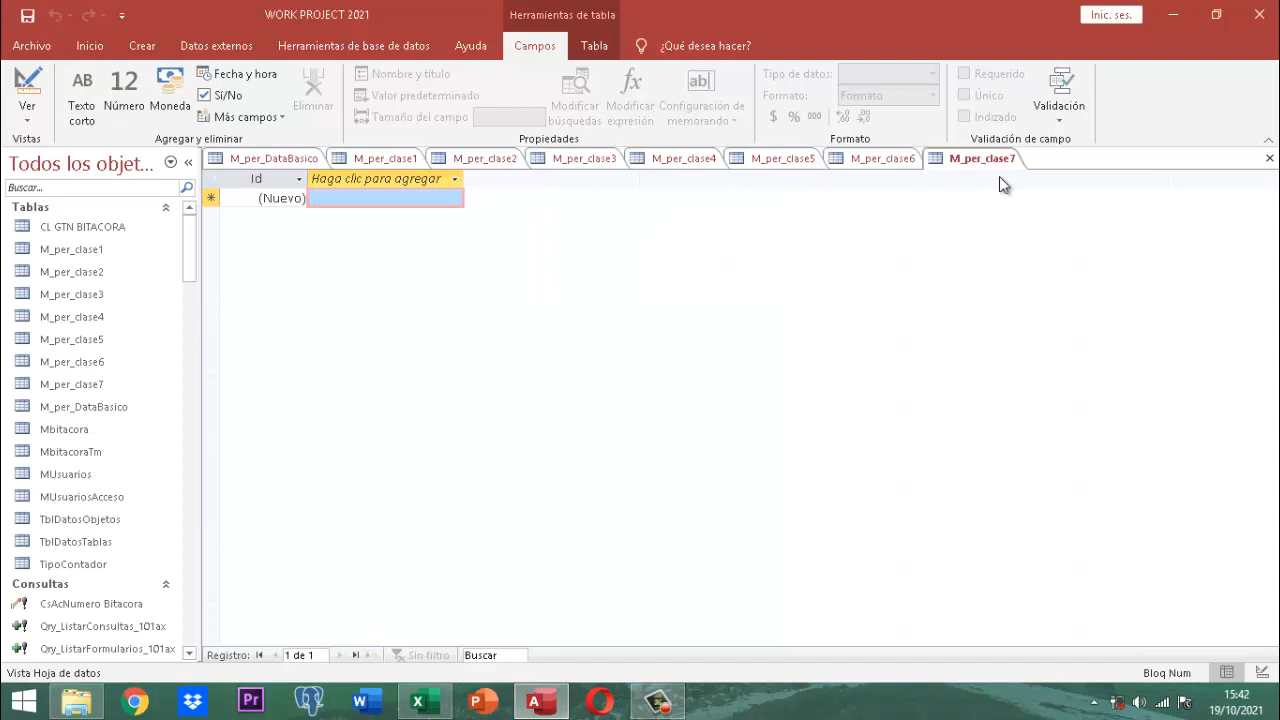 WORK PROJECT 2021
Herramientas de tabla
Inic. ses.
Archivo
Inicio
Crear
Datos externos
Herramientas de base de datos
Ayuda
Campos
Tabla
¿Qué desea hacer?
Ver
AB
Texto
corto
12
Número
Moneda
Fecha y hora
Sí/No
Más campos
Eliminar
Nombre y título
Valor predeterminado
Tamaño del campo
Modificar
búsquedas
fx
Modificar
expresión
ab
Configuración de
memorando
Tipo de datos:
Formato:
Formato
$ % 000
Requerido
Único
Indizado
Validación
Vistas
Agregar y eliminar
Propiedades
Formato
Validación de campo
Todos los objet...
Buscar...
Tablas
CL GTN BITACORA
M_per_clase1
M_per_clase2
M_per_clase3
M_per_clase4
M_per_clase5
M_per_clase6
M_per_clase7
M_per_DataBasico
Mbitacora
MbitacoraTm
MUsuarios
MUsuariosAcceso
TblDatosObjetos
TblDatosTablas
TipoContador
Consultas
CsAcNumero Bitacora
Qry_ListarConsultas_101ax
Qry_ListarFormularios_101ax
M_per_DataBasico
M_per_clase1
M_per_clase2
M_per_clase3
M_per_clase4
M_per_clase5
M_per_clase6
M_per_clase7
Id
Haga clic para agregar
(Nuevo)
Registro:
1 de 1
Sin filtro
Buscar
Vista Hoja de datos
Bloq Num
15:42
19/10/2021